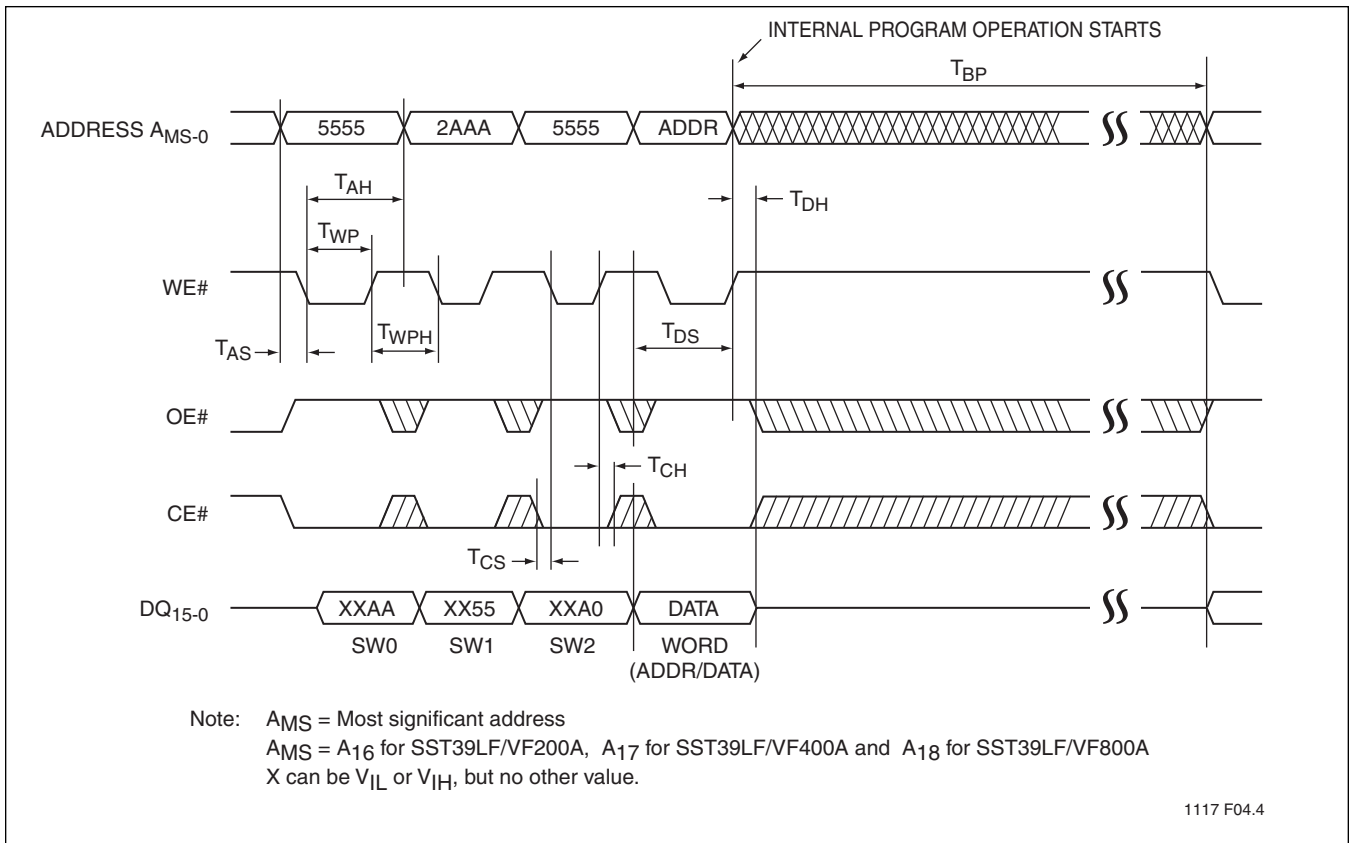 INTERNAL PROGRAM OPERATION STARTS
TBP
ADDRESS AMS-0
5555
2AAA
5555
ADDR
TAH
TDH
TWP
WE#
TWPH
TDS
TAS
OE#
TCH
CE#
TCS
DQ15-0
XXAA
XX55
XXA0
DATA
SW0
SW1
SW2
WORD
(ADDR/DATA)
Note: AMS = Most significant address
AMS = A16 for SST39LF/VF200A, A17 for SST39LF/VF400A and A18 for SST39LF/VF800A
X can be VIL or VIH, but no other value.
1117 F04.4